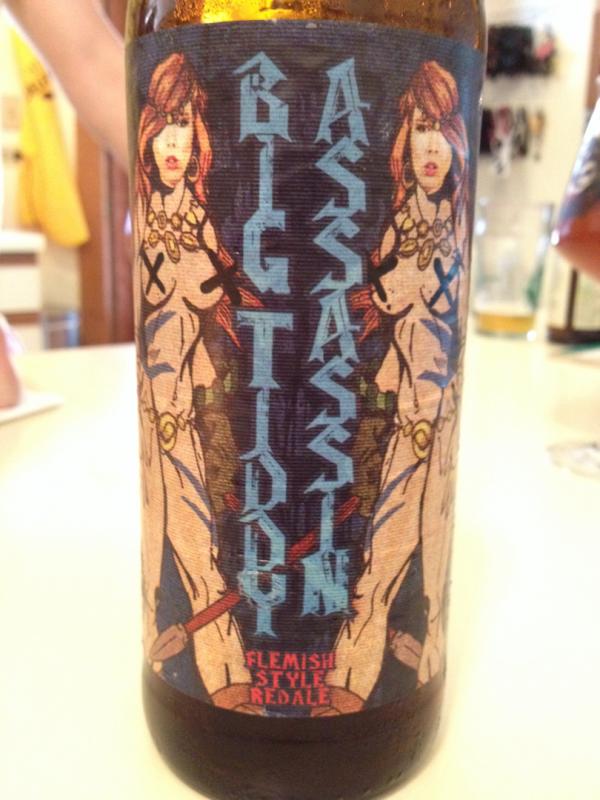 BIG TIDDY
ASSASSIN
FLEMISH
STYLE
RED ALE